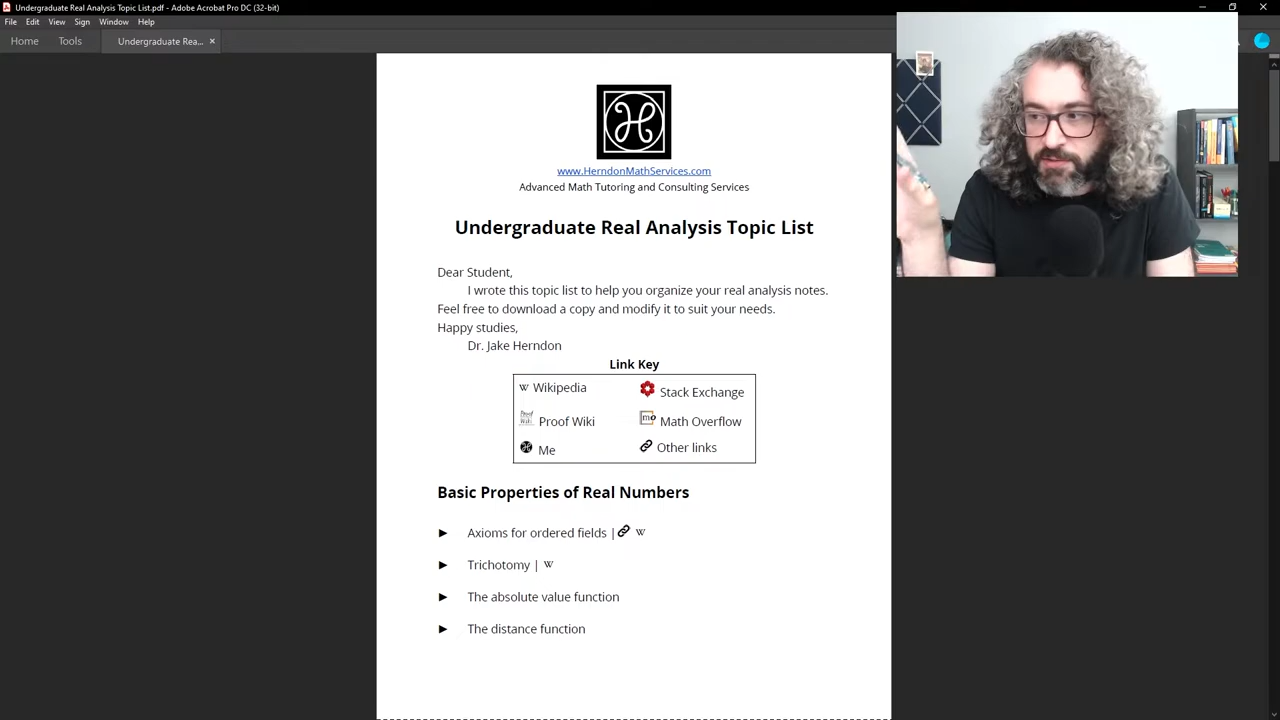 Undergraduate Real Analysis Topic List.pdf - Adobe Acrobat Pro DC (32-bit)
File Edit View Sign Window Help
Home Tools Undergraduate Rea... ×
www.HerndonMathServices.com
Advanced Math Tutoring and Consulting Services
Undergraduate Real Analysis Topic List
Dear Student,
I wrote this topic list to help you organize your real analysis notes.
Feel free to download a copy and modify it to suit your needs.
Happy studies,
Dr. Jake Herndon
Link Key
W Wikipedia
Stack Exchange
Proof Wiki Proof Wiki
mo Math Overflow
Me
Other links
Basic Properties of Real Numbers
► Axioms for ordered fields | W
► Trichotomy | W
► The absolute value function
► The distance function